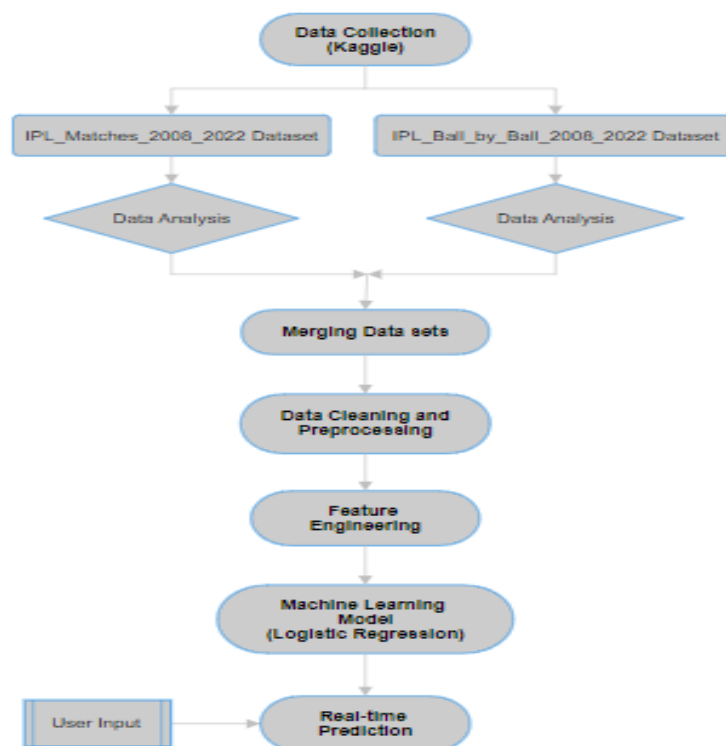 Data Collection
(Kaggle)
IPL_Matches_2008_2022 Dataset
IPL_Ball_by_Ball_2008_2022 Dataset
Data Analysis
Data Analysis
Merging Data sets
Data Cleaning and
Preprocessing
Feature
Engineering
Machine Learning
Model
(Logistic Regression)
User Input
Real-time
Prediction